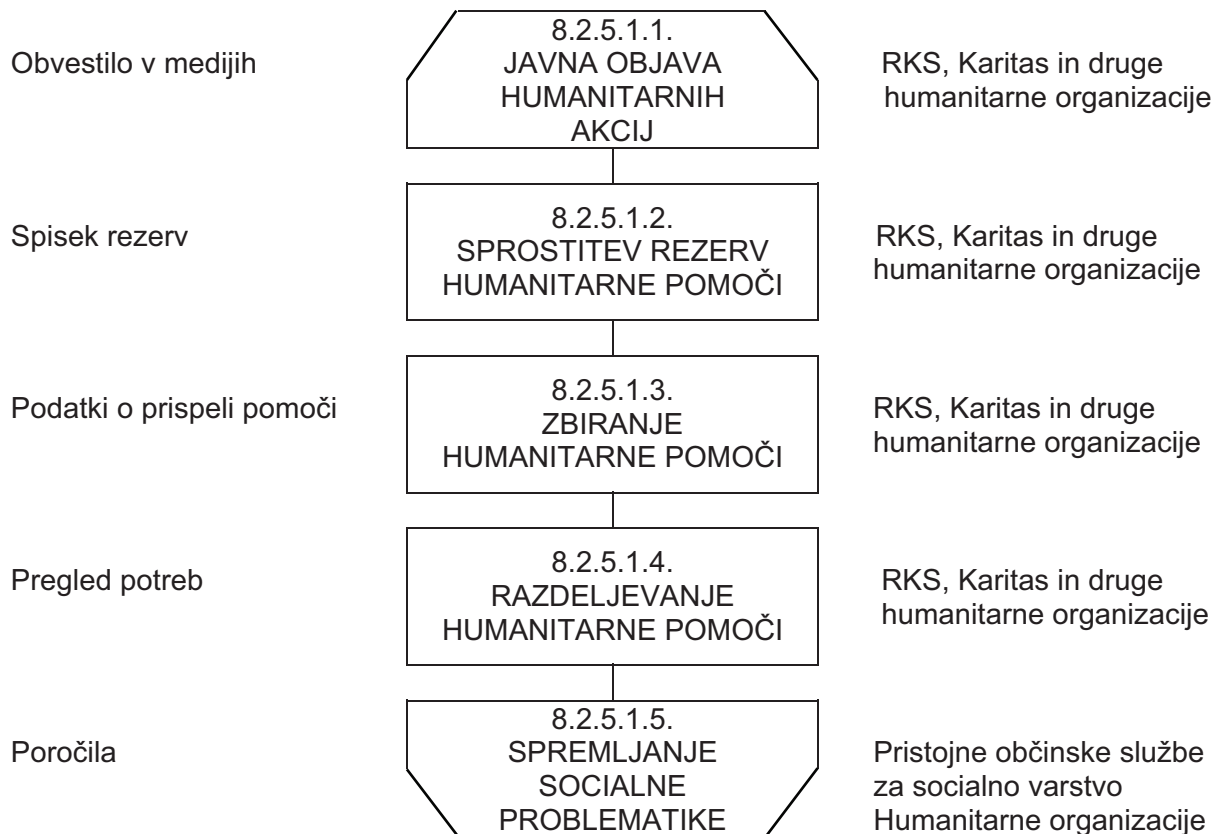 Obvestilo v medijih
8.2.5.1.1.
JAVNA OBJAVA
HUMANITARNIH
AKCIJ
RKS, Karitas in druge
humanitarne organizacije
Spisek rezerv
8.2.5.1.2.
SPROSTITEV REZERV
HUMANITARNE POMOČI
RKS, Karitas in druge
humanitarne organizacije
Podatki o prispeli pomoči
8.2.5.1.3.
ZBIRANJE
HUMANITARNE POMOČI
RKS, Karitas in druge
humanitarne organizacije
Pregled potreb
8.2.5.1.4.
RAZDELJEVANJE
HUMANITARNE POMOČI
RKS, Karitas in druge
humanitarne organizacije
Poročila
8.2.5.1.5.
SPREMLJANJE
SOCIALNE
PROBLEMATIKE
Pristojne občinske službe
za socialno varstvo
Humanitarne organizacije